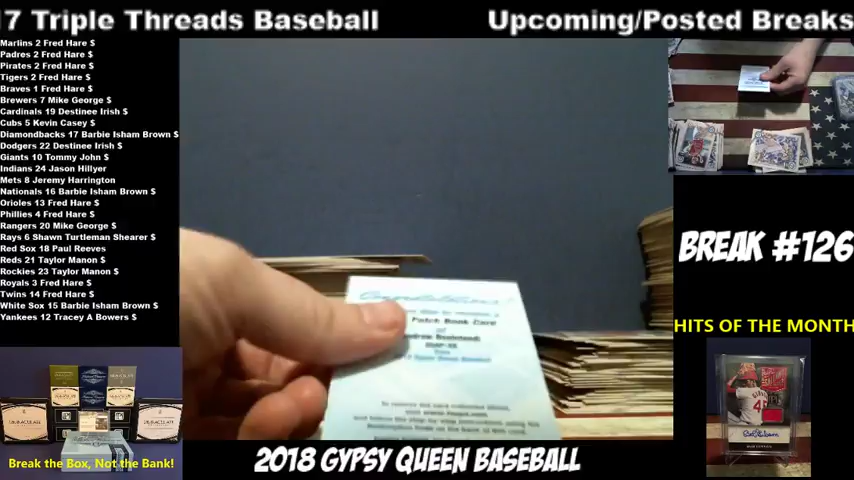 17 Triple Threads Baseball
Upcoming/Posted Breaks
Marlins 2 Fred Hare $
Padres 2 Fred Hare $
Pirates 2 Fred Hare $
Tigers 2 Fred Hare $
Braves 1 Fred Hare $
Brewers 7 Mike George $
Cardinals 19 Destinee Irish $
Cubs 5 Kevin Casey $
Diamondbacks 17 Barbie Isham Brown $
Dodgers 22 Destinee Irish $
Giants 10 Tommy John $
Indians 24 Jason Hillyer
Mets 8 Jeremy Harrington
Nationals 16 Barbie Isham Brown $
Orioles 13 Fred Hare $
Phillies 4 Fred Hare $
Rangers 20 Mike George $
Rays 6 Shawn Turtleman Shearer $
Red Sox 18 Paul Reeves
Reds 21 Taylor Manon $
Rockies 23 Taylor Manon $
Royals 3 Fred Hare $
Twins 14 Fred Hare $
White Sox 15 Barbie Isham Brown $
Yankees 12 Tracey A Bowers $
Congratulations!
Patch Book Card
of
BREAK #126
HITS OF THE MONTH
Break the Box, Not the Bank!
2018 GYPSY QUEEN BASEBALL